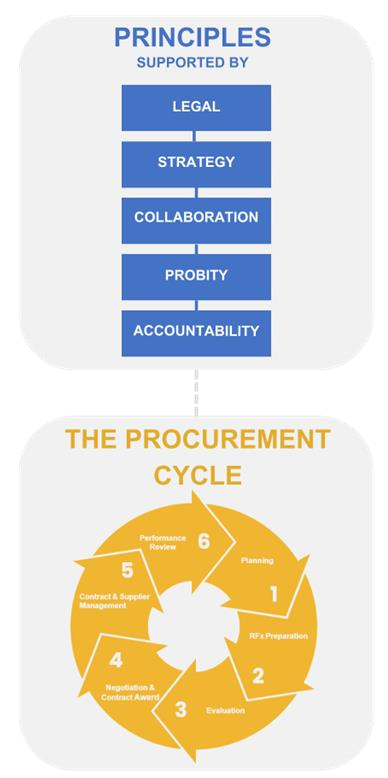 PRINCIPLES
SUPPORTED BY
LEGAL
STRATEGY
COLLABORATION
PROBITY
ACCOUNTABILITY
THE PROCUREMENT
CYCLE
Planning
1
RFx Preparation
2
Evaluation
3
Negotiation &
Contract Award
4
Contract & Supplier
Management
5
Performance
Review
6